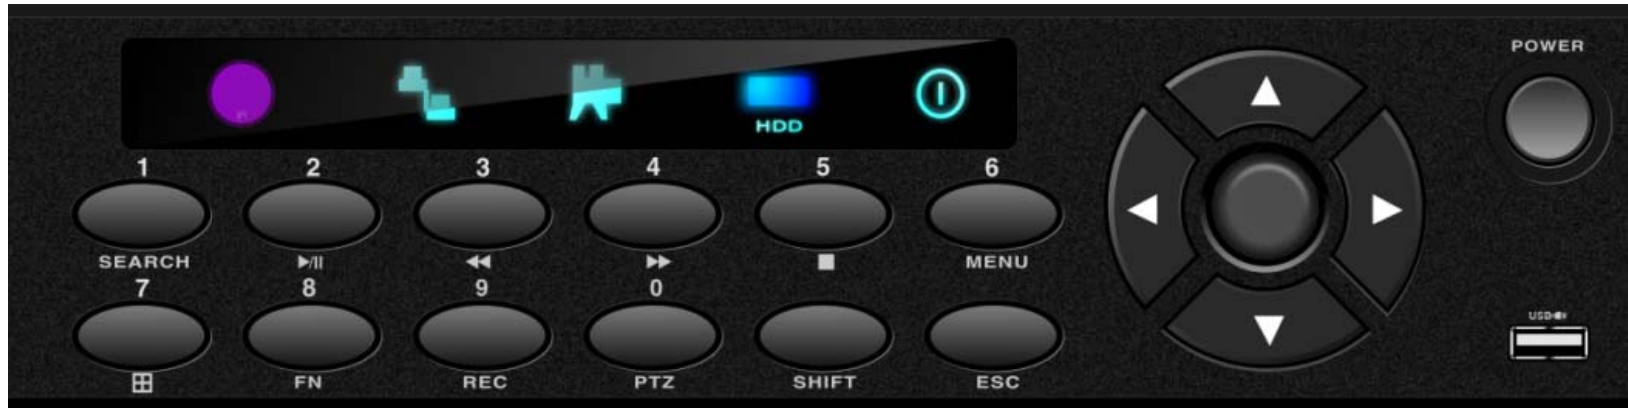 POWER
HDD
1 2 3 4 5 6
SEARCH ▶/II ◀◀ ▶▶ ■ MENU
7 8 9 0
USB
FN REC PTZ SHIFT ESC